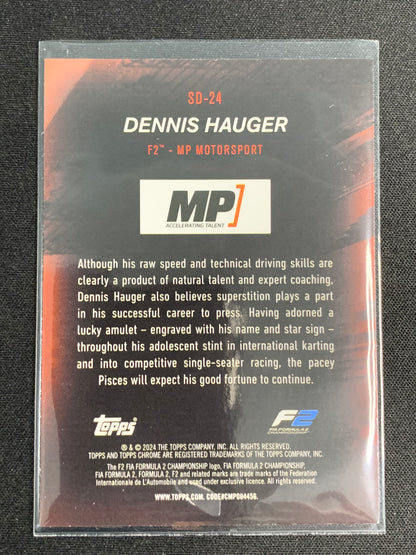 SD-24
DENNIS HAUGER
F2™ - MP MOTORSPORT
MP
ACCELERATING TALENT
Although his raw speed and technical driving skills are
clearly a product of natural talent and expert coaching,
Dennis Hauger also believes superstition plays a part
in his successful career to press. Having adorned a
lucky amulet – engraved with his name and star sign –
throughout his adolescent stint in international karting
and into competitive single-seater racing, the pacey
Pisces will expect his good fortune to continue.
Topps
F2
FIA FORMULA 2
CHAMPIONSHIP
® & © 2024 THE TOPPS COMPANY, INC. ALL RIGHTS RESERVED.
TOPPS AND TOPPS CHROME ARE REGISTERED TRADEMARKS OF THE TOPPS COMPANY, INC.
The F2 FIA FORMULA 2 CHAMPIONSHIP logo, FIA FORMULA 2 CHAMPIONSHIP,
FIA FORMULA 2, FORMULA 2, F2 and related marks are trade marks of the Federation
Internationale de L'Automobile and used under exclusive licence. All rights reserved.
WWW.TOPPS.COM. CODE#CMP084456.